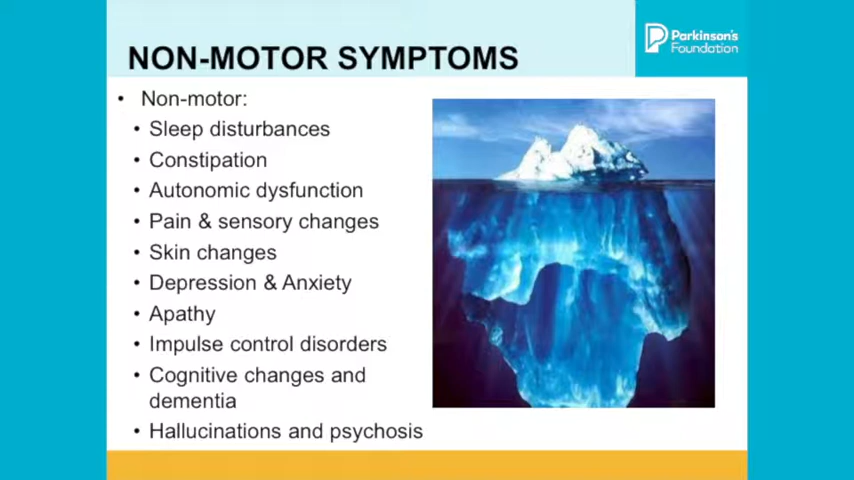 Parkinson's
Foundation
NON-MOTOR SYMPTOMS
• Non-motor:
• Sleep disturbances
• Constipation
• Autonomic dysfunction
• Pain & sensory changes
• Skin changes
• Depression & Anxiety
• Apathy
• Impulse control disorders
• Cognitive changes and
dementia
• Hallucinations and psychosis